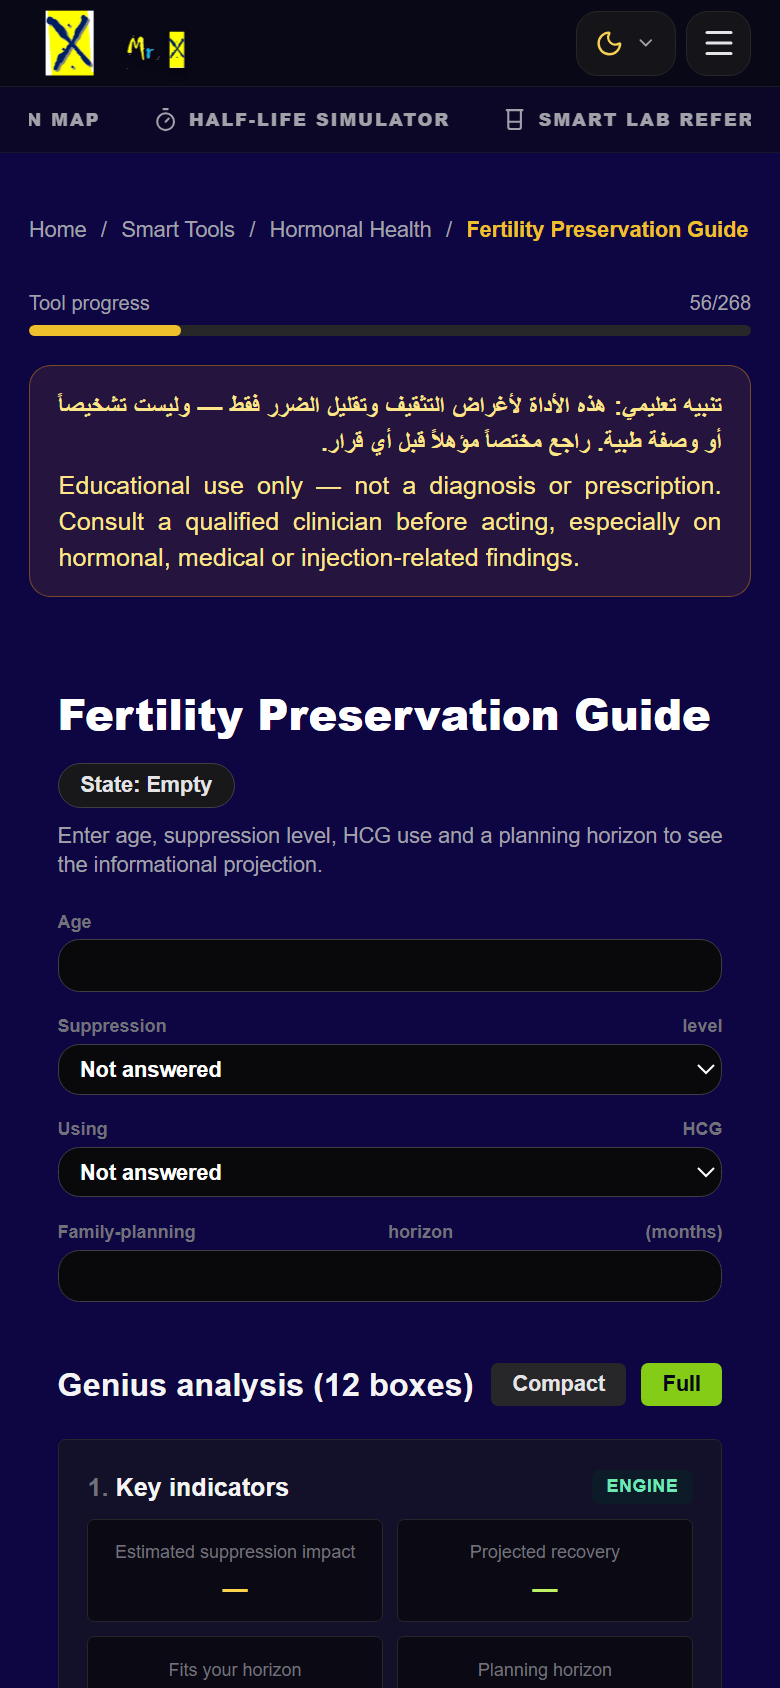 X Mr. X
N MAP HALF-LIFE SIMULATOR SMART LAB REFER
Home / Smart Tools / Hormonal Health / Fertility Preservation Guide
Tool progress 56/268
تنبيه تعليمي: هذه الأداة لأغراض التثقيف وتقليل الضرر فقط — وليست تشخيصاً
أو وصفة طبية. راجع مختصاً مؤهلاً قبل أي قرار.
Educational use only — not a diagnosis or prescription.
Consult a qualified clinician before acting, especially on
hormonal, medical or injection-related findings.
Fertility Preservation Guide
State: Empty
Enter age, suppression level, HCG use and a planning horizon to see
the informational projection.
Age
Suppression level
Not answered
Using HCG
Not answered
Family-planning horizon (months)
Genius analysis (12 boxes) Compact Full
1. Key indicators ENGINE
Estimated suppression impact Projected recovery
— —
Fits your horizon Planning horizon